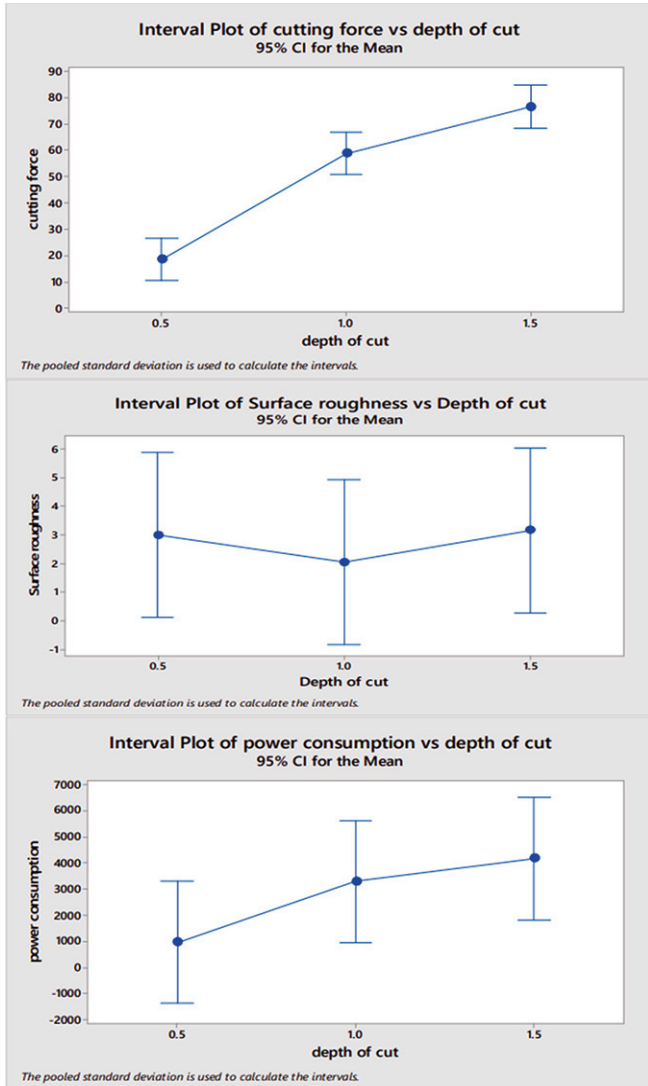 Interval Plot of cutting force vs depth of cut
95% CI for the Mean
90
80
70
60
50
40
30
20
10
0
cutting force
0.5 1.0 1.5
depth of cut
The pooled standard deviation is used to calculate the intervals.
Interval Plot of Surface roughness vs Depth of cut
95% CI for the Mean
6
5
4
3
2
1
0
-1
Surface roughness
0.5 1.0 1.5
Depth of cut
The pooled standard deviation is used to calculate the intervals.
Interval Plot of power consumption vs depth of cut
95% CI for the Mean
7000
6000
5000
4000
3000
2000
1000
0
-1000
-2000
power consumption
0.5 1.0 1.5
depth of cut
The pooled standard deviation is used to calculate the intervals.